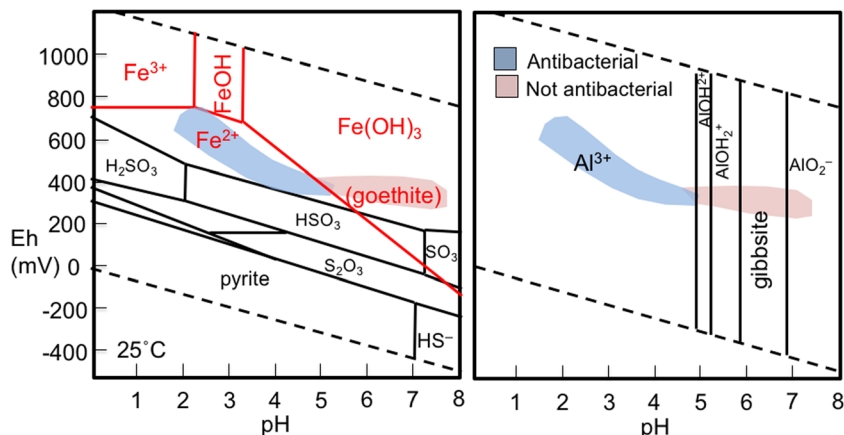 1000
800
600
400
200
0
-200
-400
Eh
(mV)
Fe³⁺
FeOH
Fe²⁺
Fe(OH)₃
(goethite)
H₂SO₃
HSO₃
SO₃
S₂O₃
pyrite
HS⁻
25˚C
1 2 3 4 5 6 7 8
pH
Antibacterial
Not antibacterial
Al³⁺
AlOH²⁺
AlOH₂⁺
gibbsite
AlO₂⁻
1 2 3 4 5 6 7 8
pH